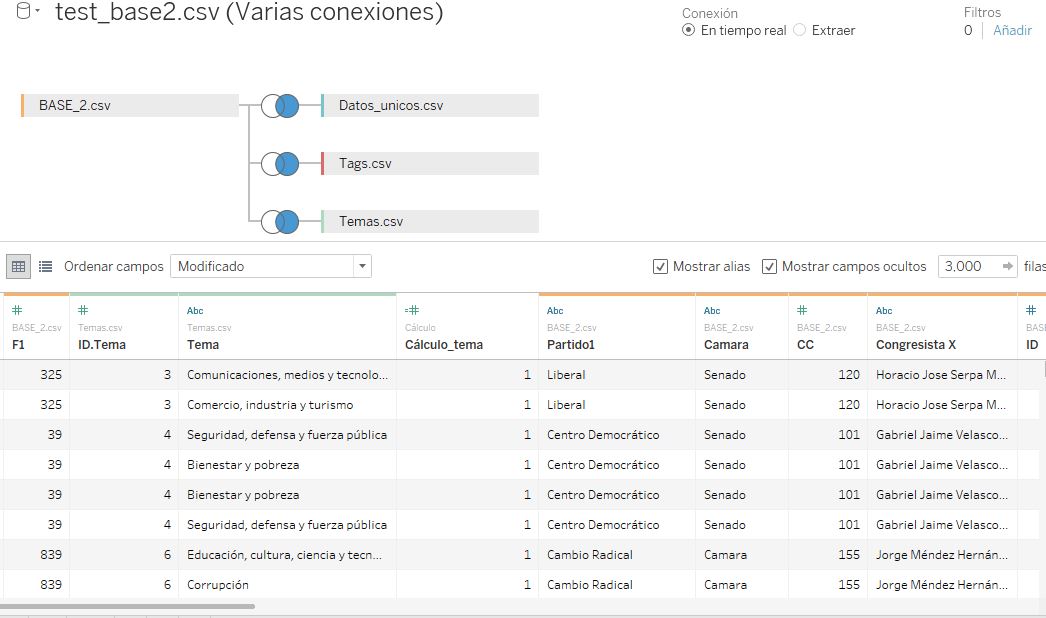 test_base2.csv (Varias conexiones)
Conexión
En tiempo real Extraer
Filtros
0 Añadir
BASE_2.csv
Datos_unicos.csv
Tags.csv
Temas.csv
Ordenar campos Modificado
Mostrar alias Mostrar campos ocultos 3,000 filas
# # Abc =# Abc Abc # Abc #
BASE_2.csv Temas.csv Temas.csv Cálculo BASE_2.csv BASE_2.csv BASE_2.csv BASE_2.csv BASE
F1 ID.Tema Tema Cálculo_tema Partido1 Camara CC Congresista X ID
325 3 Comunicaciones, medios y tecnolo... 1 Liberal Senado 120 Horacio Jose Serpa M...
325 3 Comercio, industria y turismo 1 Liberal Senado 120 Horacio Jose Serpa M...
39 4 Seguridad, defensa y fuerza pública 1 Centro Democrático Senado 101 Gabriel Jaime Velasco...
39 4 Bienestar y pobreza 1 Centro Democrático Senado 101 Gabriel Jaime Velasco...
39 4 Bienestar y pobreza 1 Centro Democrático Senado 101 Gabriel Jaime Velasco...
39 4 Seguridad, defensa y fuerza pública 1 Centro Democrático Senado 101 Gabriel Jaime Velasco...
839 6 Educación, cultura, ciencia y tecn... 1 Cambio Radical Camara 155 Jorge Méndez Hernán...
839 6 Corrupción 1 Cambio Radical Camara 155 Jorge Méndez Hernán...